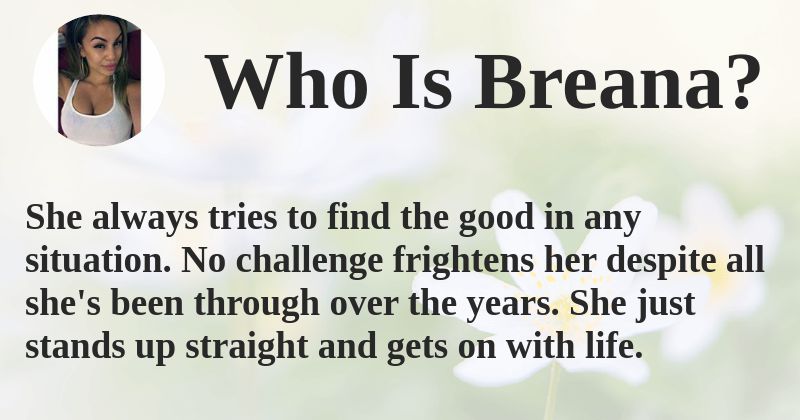 Who Is Breana?
She always tries to find the good in any
situation. No challenge frightens her despite all
she's been through over the years. She just
stands up straight and gets on with life.